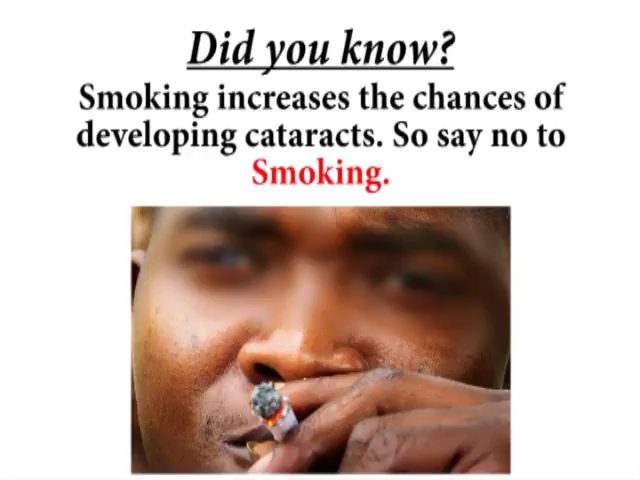 Did you know?
Smoking increases the chances of
developing cataracts. So say no to
Smoking.